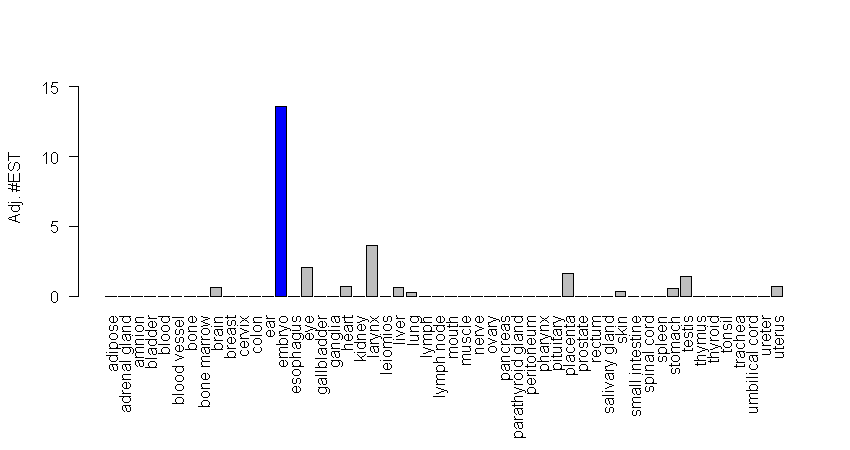 15
10
5
0
Adj. #EST
adipose
adrenal gland
amnion
bladder
blood
blood vessel
bone
bone marrow
brain
breast
cervix
colon
ear
embryo
esophagus
eye
gallbladder
ganglia
heart
kidney
larynx
leiomios
liver
lung
lymph
lymph node
mouth
muscle
nerve
ovary
pancreas
parathyroid gland
peritoneum
pharynx
pituitary
placenta
prostate
rectum
salivary gland
skin
small intestine
spinal cord
spleen
stomach
testis
thymus
thyroid
tonsil
trachea
umbilical cord
ureter
uterus